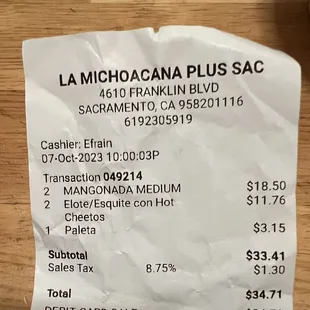 LA MICHOACANA PLUS SAC
4610 FRANKLIN BLVD
SACRAMENTO, CA 958201116
6192305919
Cashier: Efrain
07-Oct-2023 10:00:03P
Transaction 049214
2 MANGONADA MEDIUM $18.50
2 Elote/Esquite con Hot $11.76
Cheetos
1 Paleta $3.15
Subtotal $33.41
Sales Tax 8.75% $1.30
Total $34.71